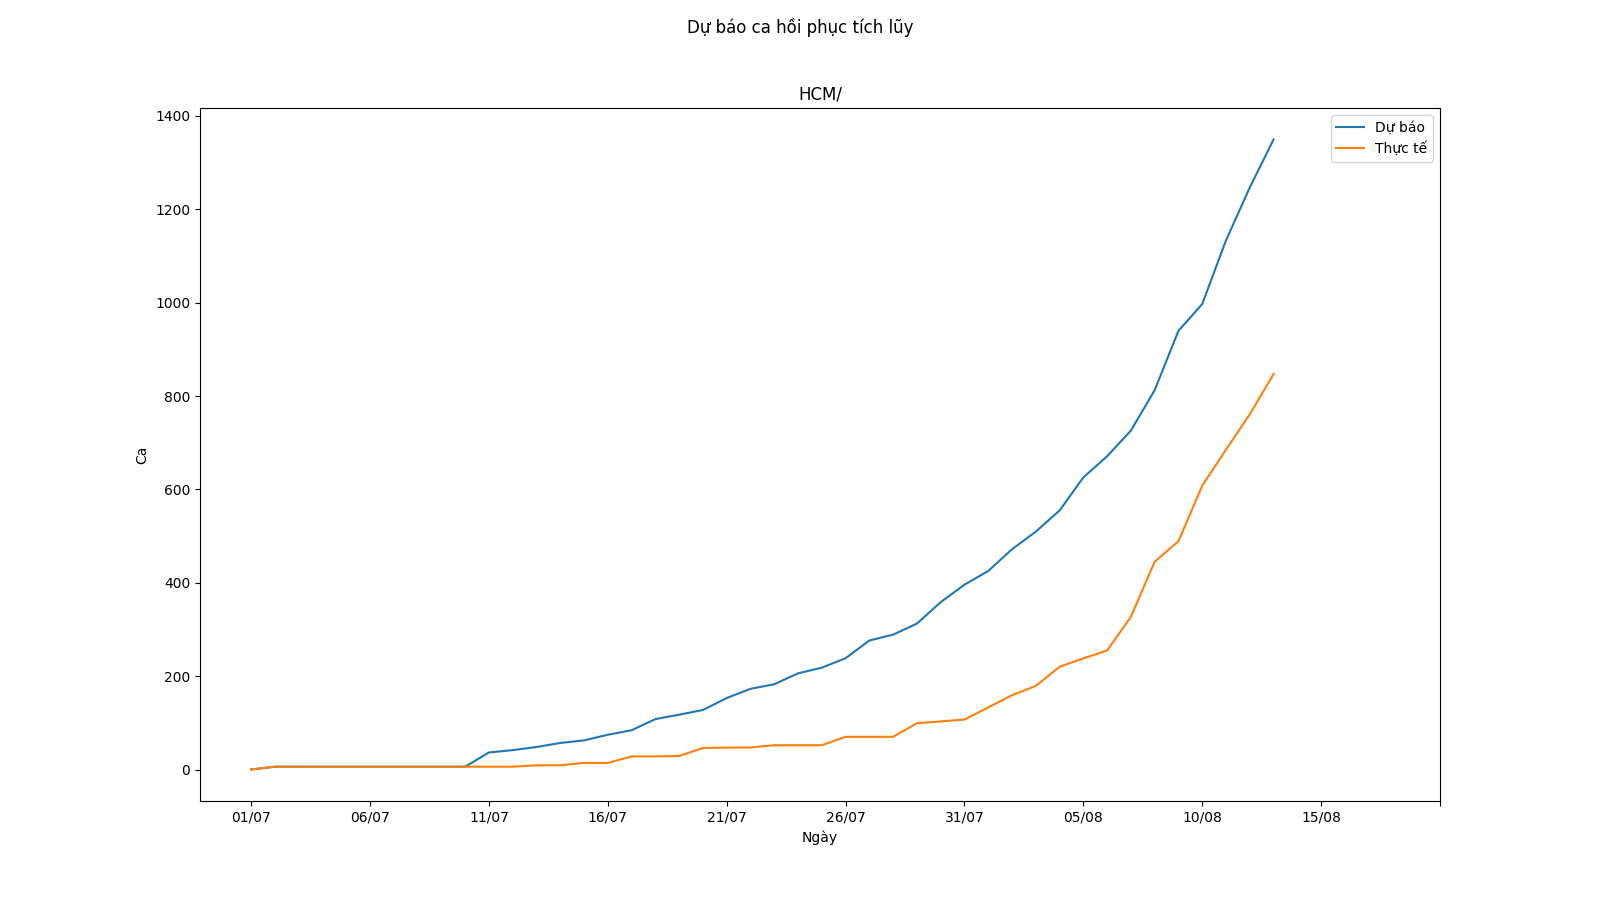 Dự báo ca hồi phục tích lũy
HCM/
Dự báo
Thực tế
1400
1200
1000
800
600
400
200
0
Ca
01/07 06/07 11/07 16/07 21/07 26/07 31/07 05/08 10/08 15/08
Ngày